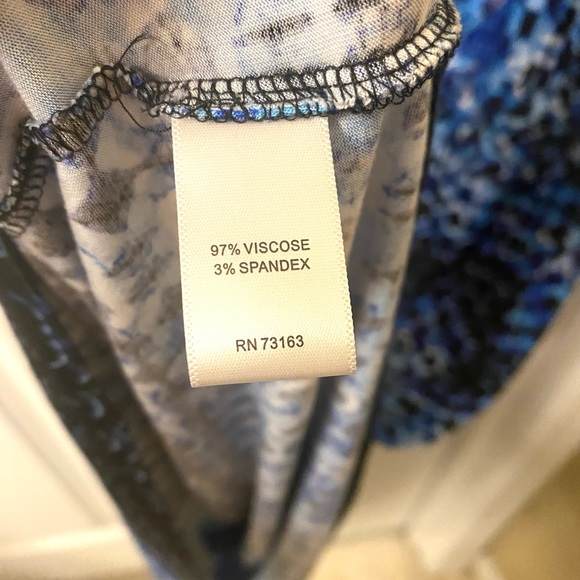 97% VISCOSE
3% SPANDEX
RN 73163